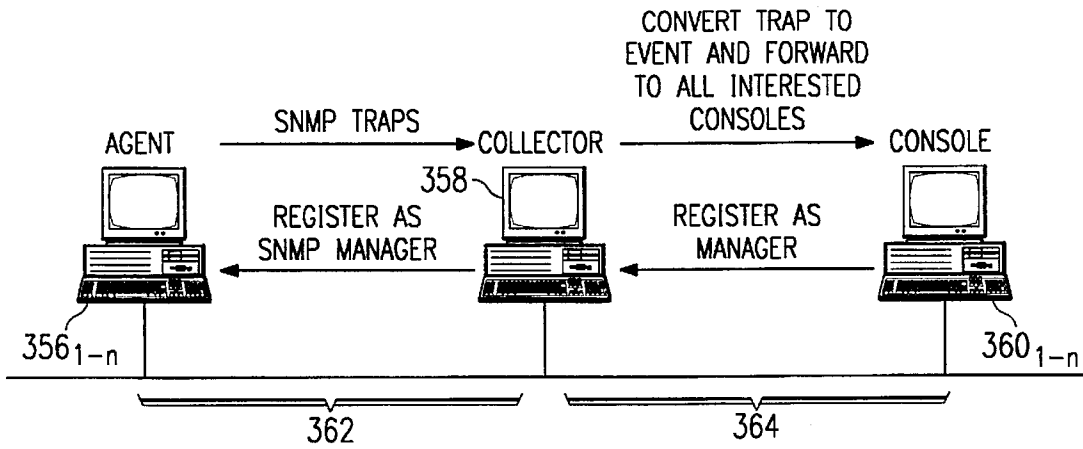 CONVERT TRAP TO
EVENT AND FORWARD
TO ALL INTERESTED
CONSOLES
AGENT
SNMP TRAPS
COLLECTOR
CONSOLE
358
REGISTER AS
SNMP MANAGER
REGISTER AS
MANAGER
356 1-n
360 1-n
362
364